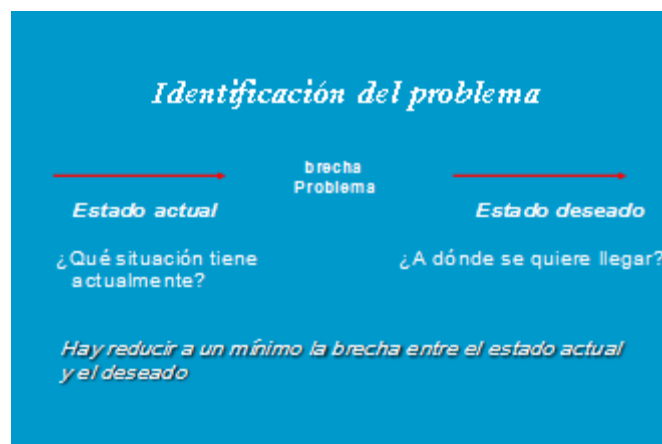 Identificación del problema
brecha
Problema
Estado actual
Estado deseado
¿Qué situación tiene
actualmente?
¿A dónde se quiere llegar?
Hay reducir a un mínimo la brecha entre el estado actual
y el deseado